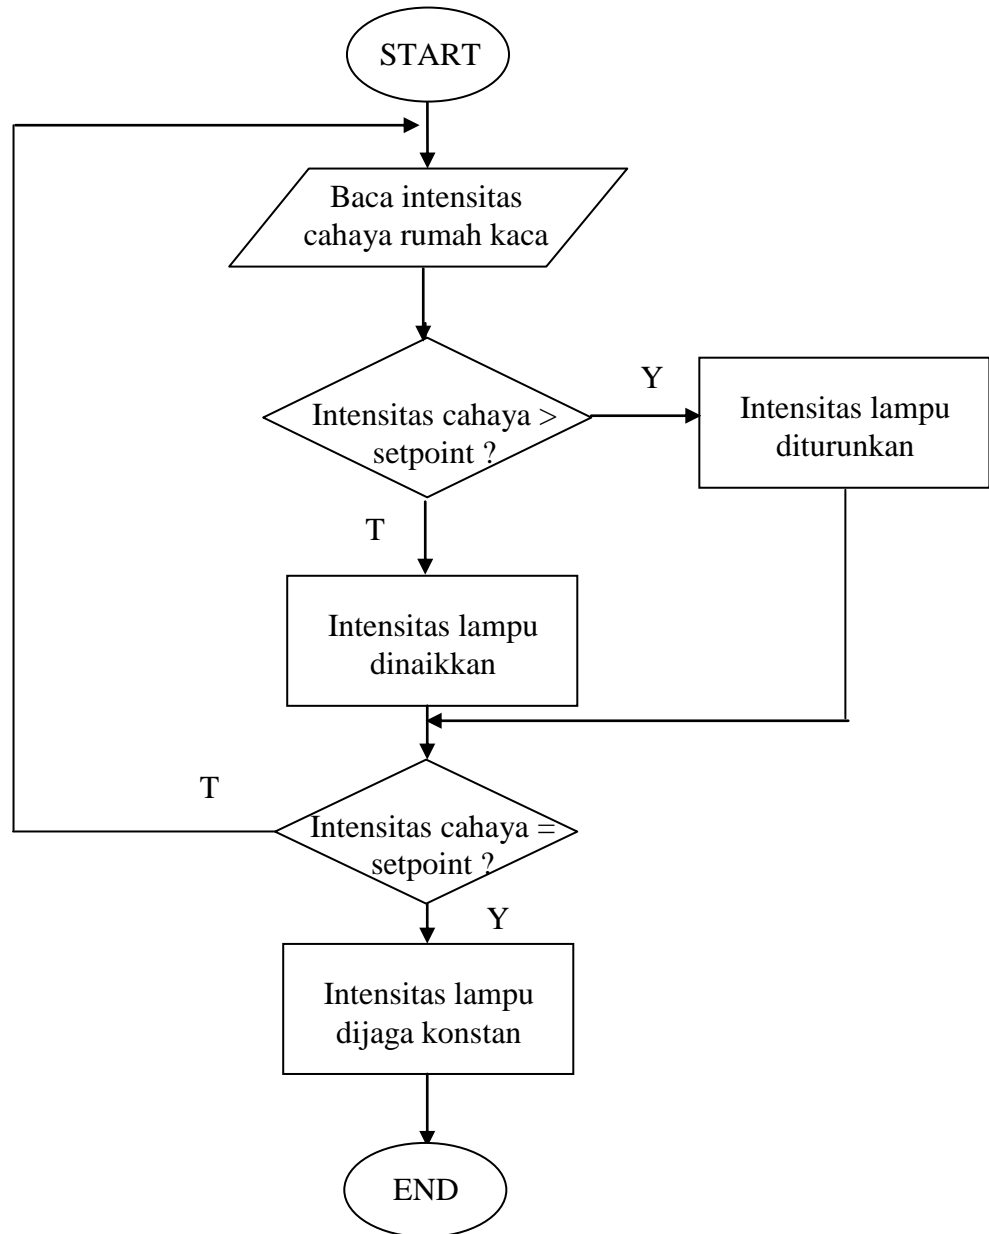 START
Baca intensitas
cahaya rumah kaca
Intensitas cahaya >
setpoint ?
Y
Intensitas lampu
diturunkan
T
Intensitas lampu
dinaikkan
T
Intensitas cahaya =
setpoint ?
Y
Intensitas lampu
dijaga konstan
END